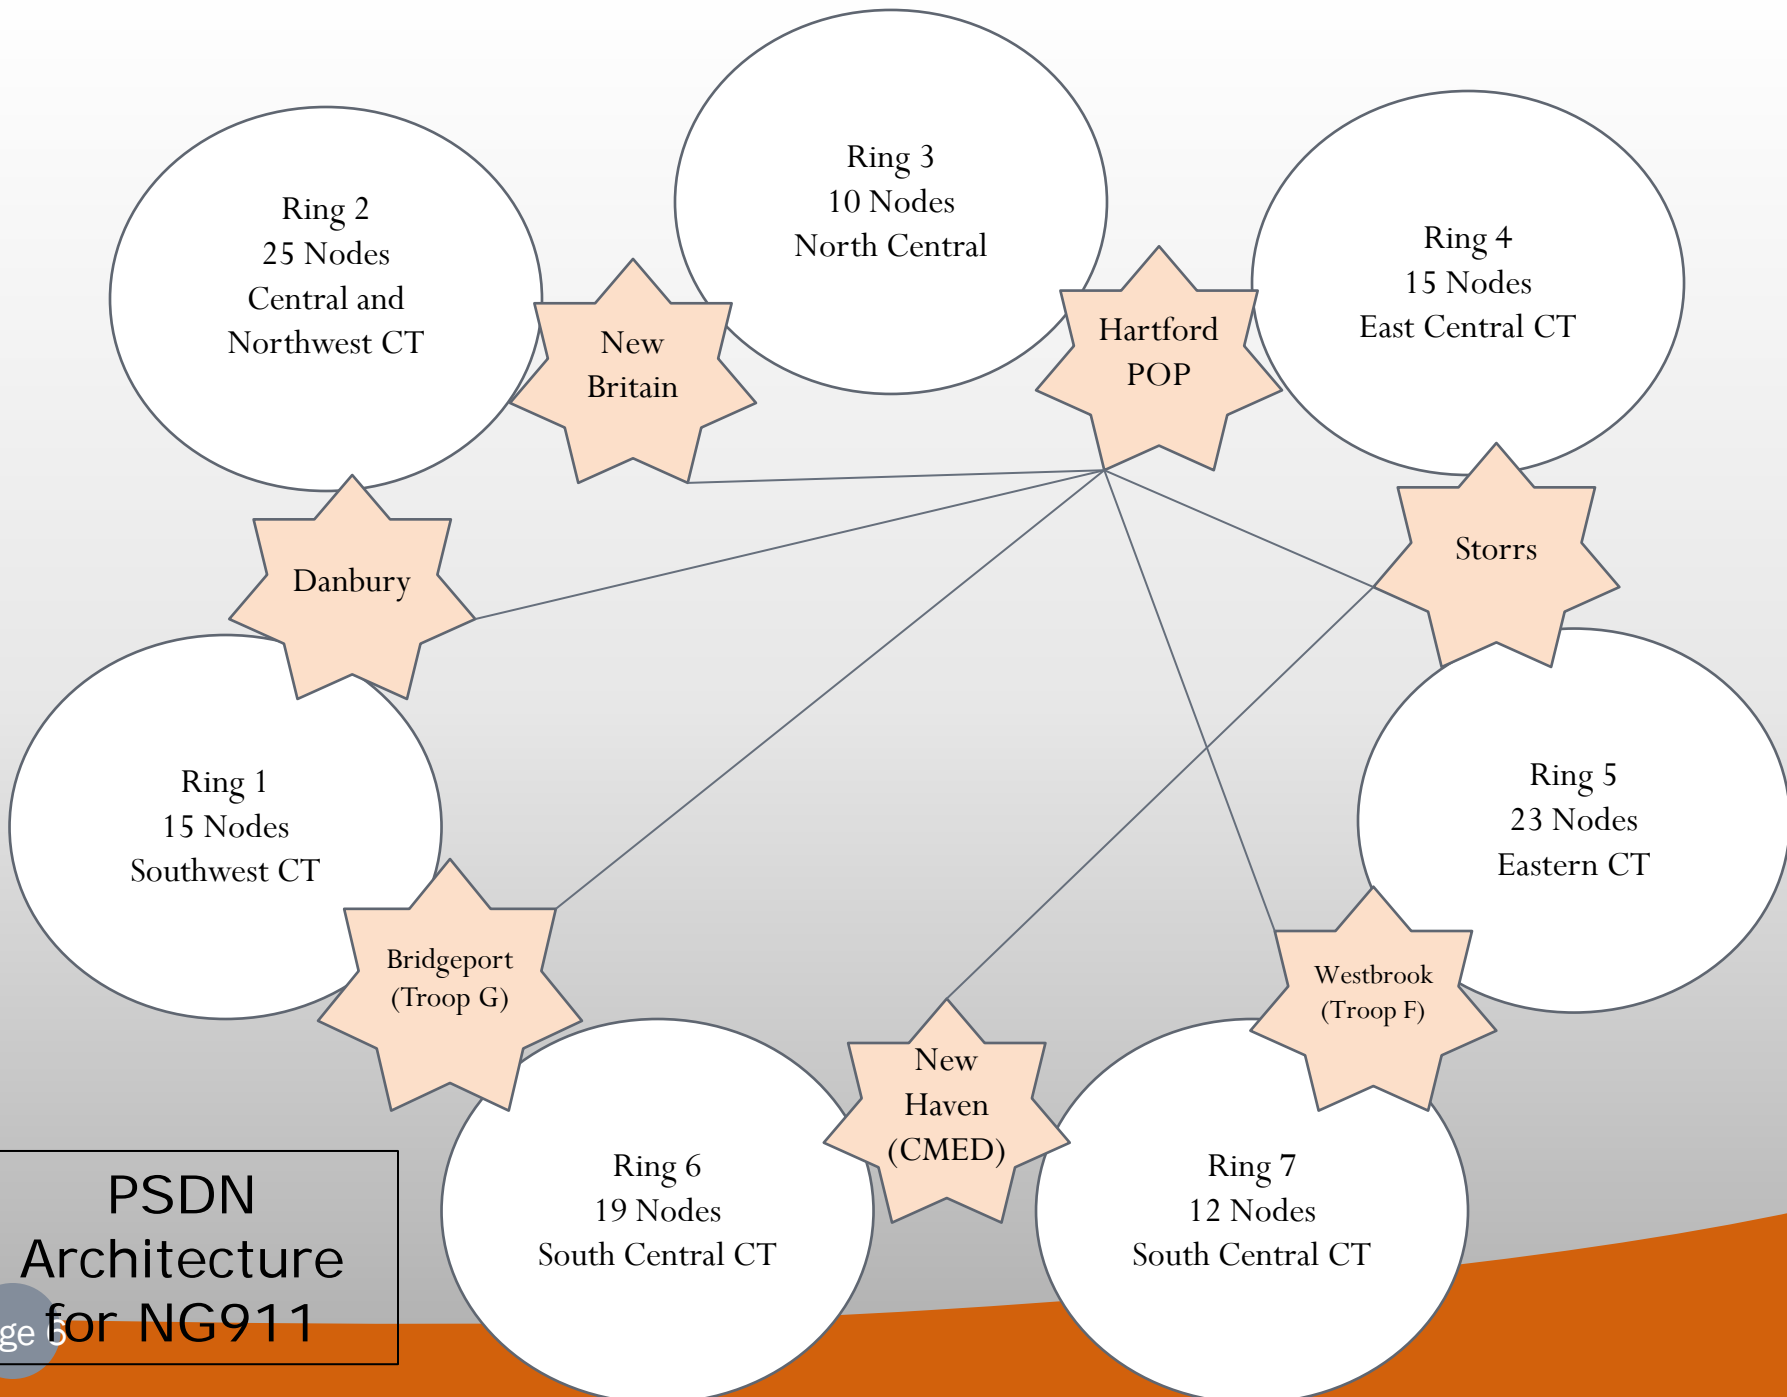 Ring 3
10 Nodes
North Central
Ring 2
25 Nodes
Central and
Northwest CT
Ring 4
15 Nodes
East Central CT
New
Britain
Hartford
POP
Storrs
Danbury
Ring 1
15 Nodes
Southwest CT
Ring 5
23 Nodes
Eastern CT
Bridgeport
(Troop G)
Westbrook
(Troop F)
New
Haven
(CMED)
Ring 6
19 Nodes
South Central CT
Ring 7
12 Nodes
South Central CT
PSDN
Architecture
for NG911
ge 6